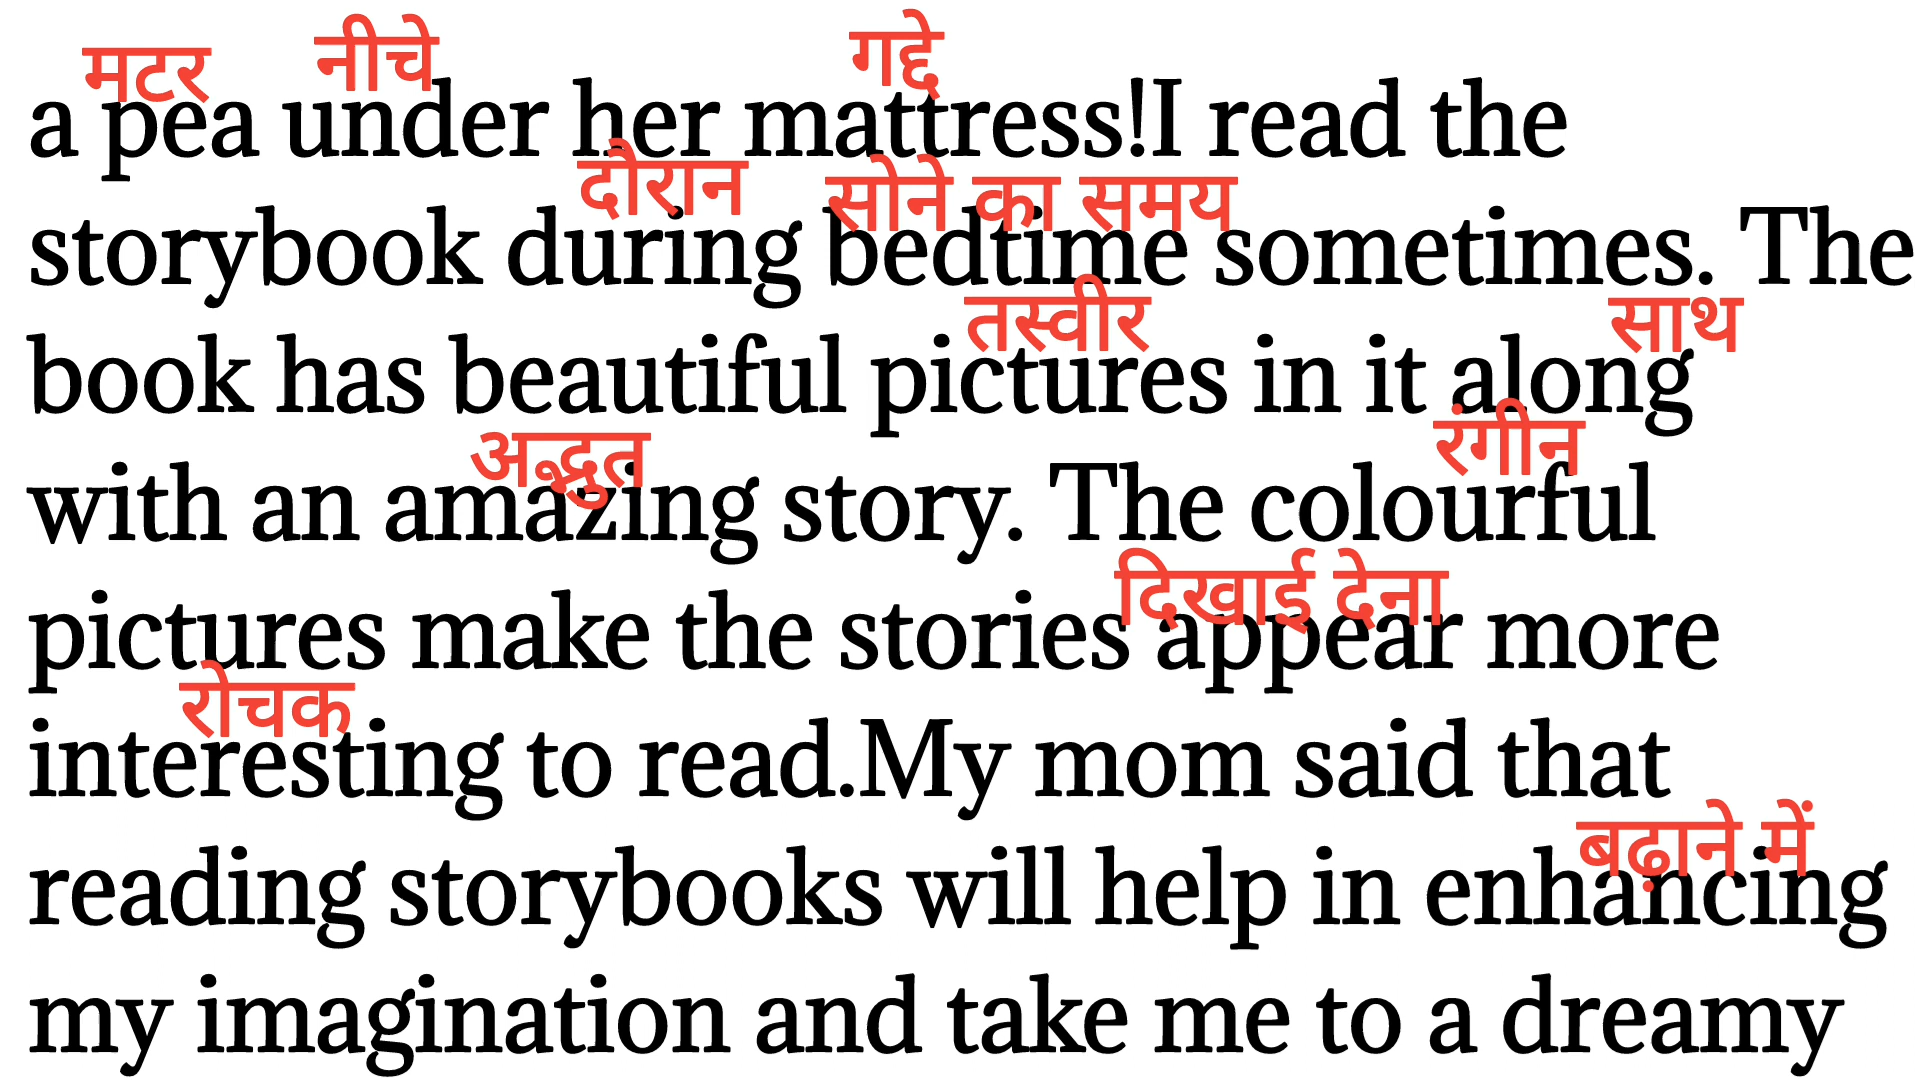 मटर नीचे गद्दे
a pea under her mattress!I read the
दौरान सोने का समय
storybook during bedtime sometimes. The
तस्वीर साथ
book has beautiful pictures in it along
अद्भुत रंगीन
with an amazing story. The colourful
दिखाई देना
pictures make the stories appear more
रोचक
interesting to read.My mom said that
बढ़ाने में
reading storybooks will help in enhancing
my imagination and take me to a dreamy